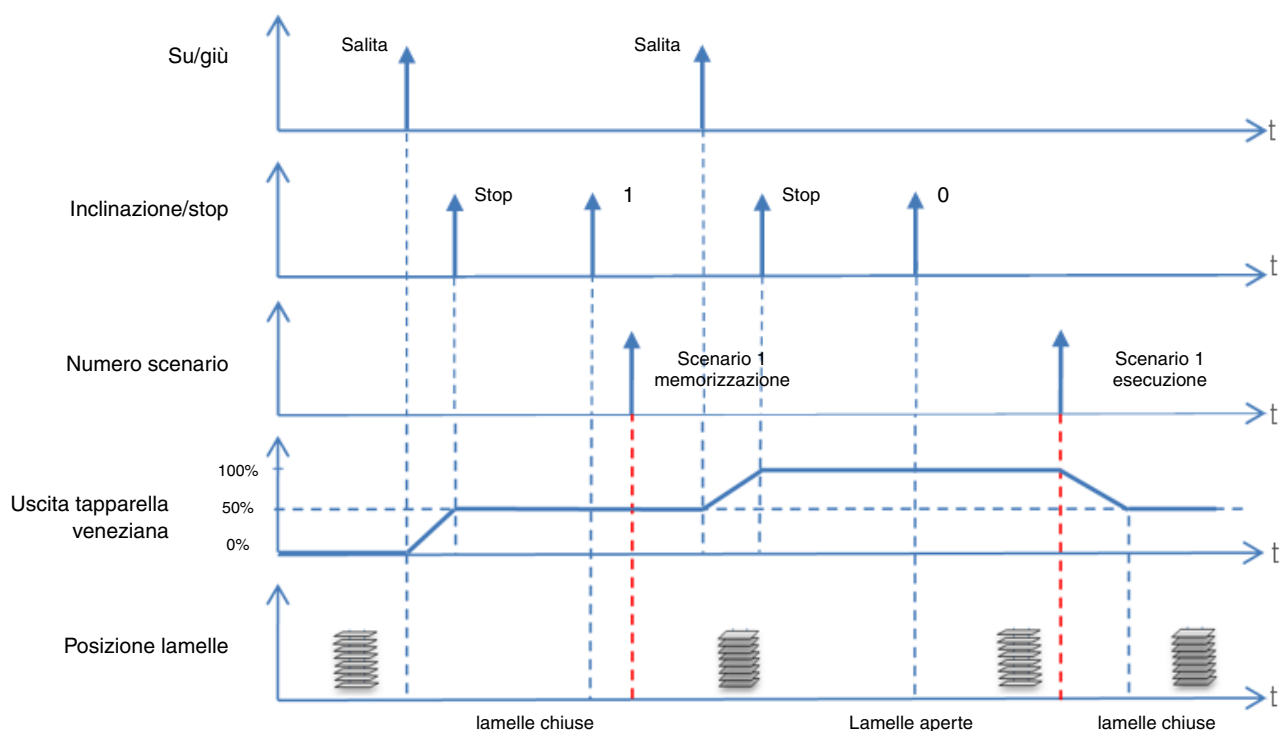 Su/giù
Salita
Salita
t
Inclinazione/stop
Stop
1
Stop
0
t
Numero scenario
Scenario 1
memorizzazione
Scenario 1
esecuzione
t
Uscita tapparella
veneziana
100%
50%
0%
t
Posizione lamelle
t
lamelle chiuse
Lamelle aperte
lamelle chiuse